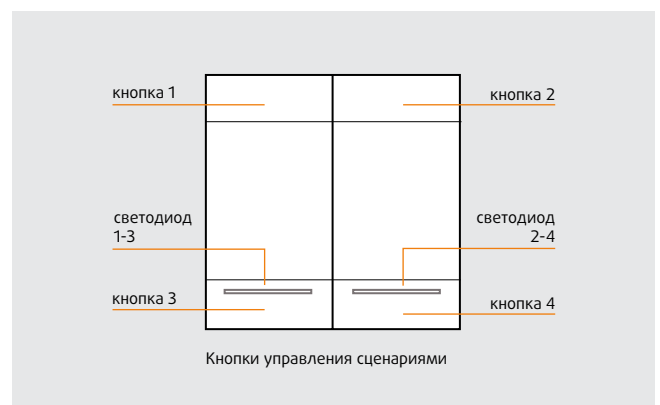 кнопка 1
кнопка 2
светодиод
1-3
светодиод
2-4
кнопка 3
кнопка 4
Кнопки управления сценариями